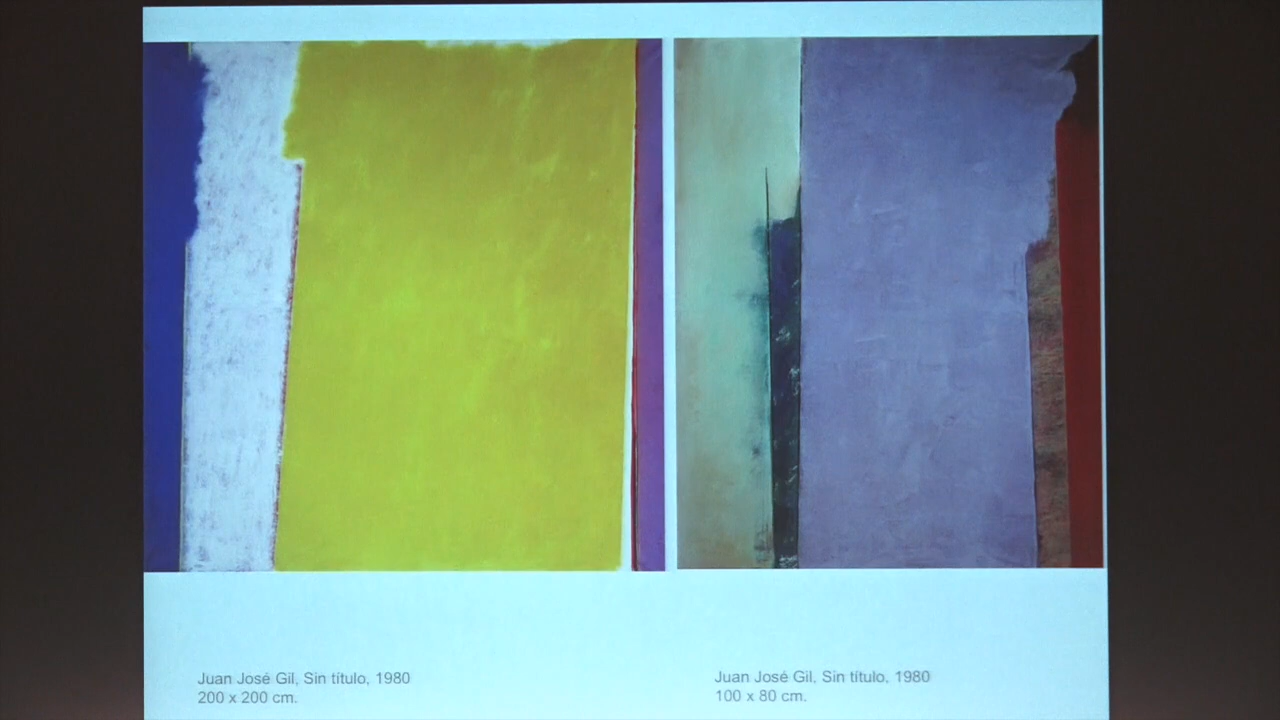 Juan José Gil, Sin título, 1980
200 x 200 cm.
Juan José Gil, Sin título, 1980
100 x 80 cm.